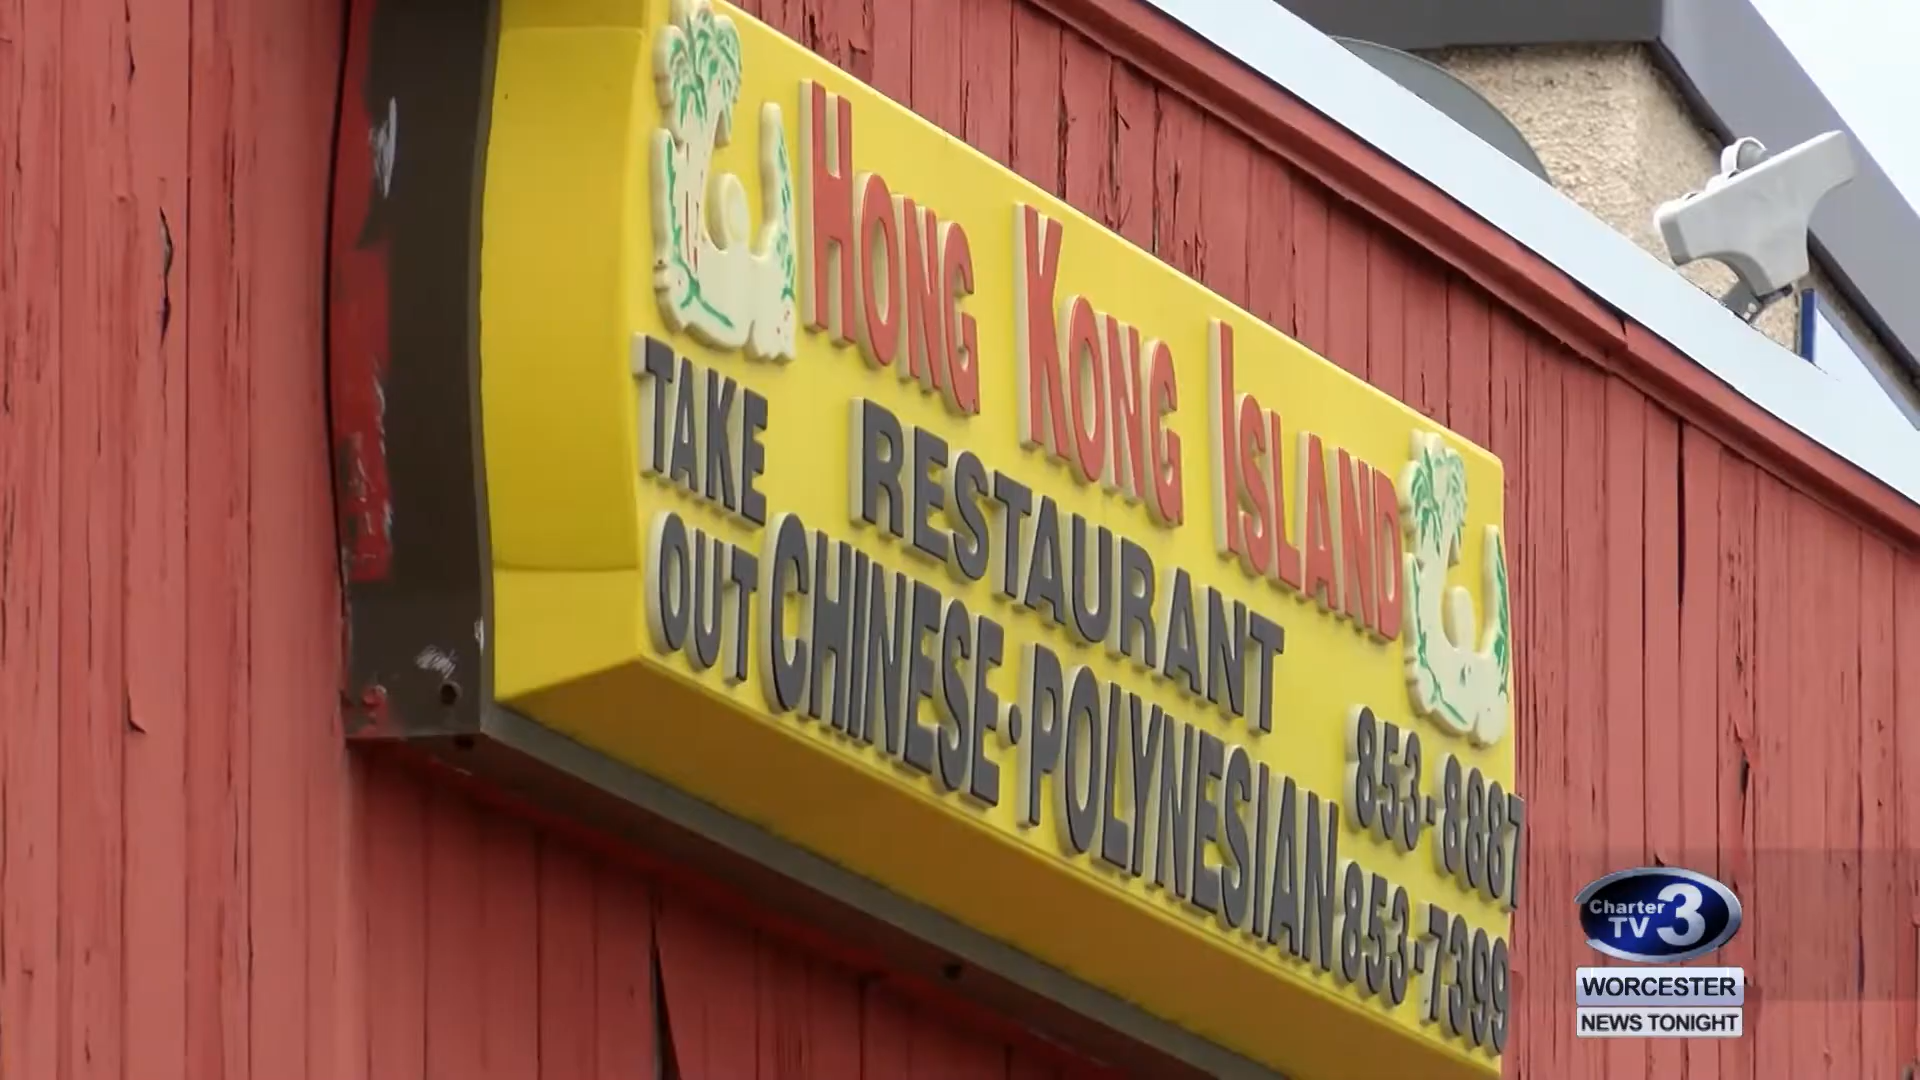 HONG KONG ISLAND
TAKE OUT
RESTAURANT
CHINESE·POLYNESIAN
853-8887
853-7399
Charter TV 3
WORCESTER
NEWS TONIGHT